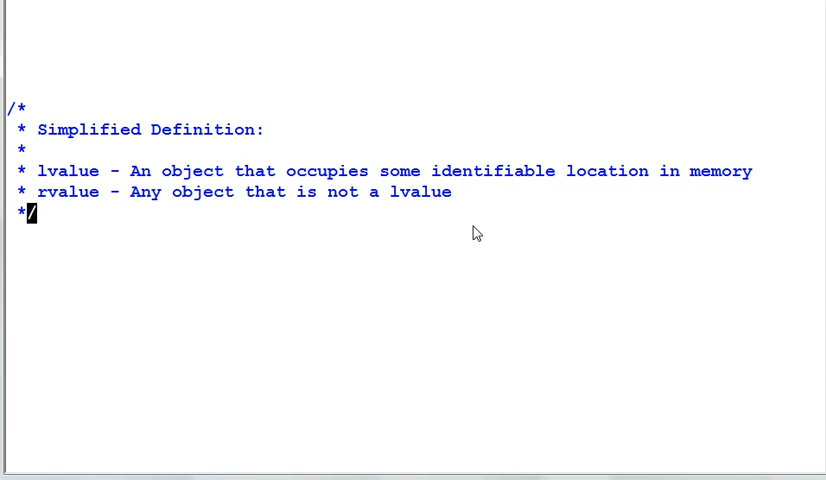 /*
 * Simplified Definition:
 *
 * lvalue - An object that occupies some identifiable location in memory
 * rvalue - Any object that is not a lvalue
 */